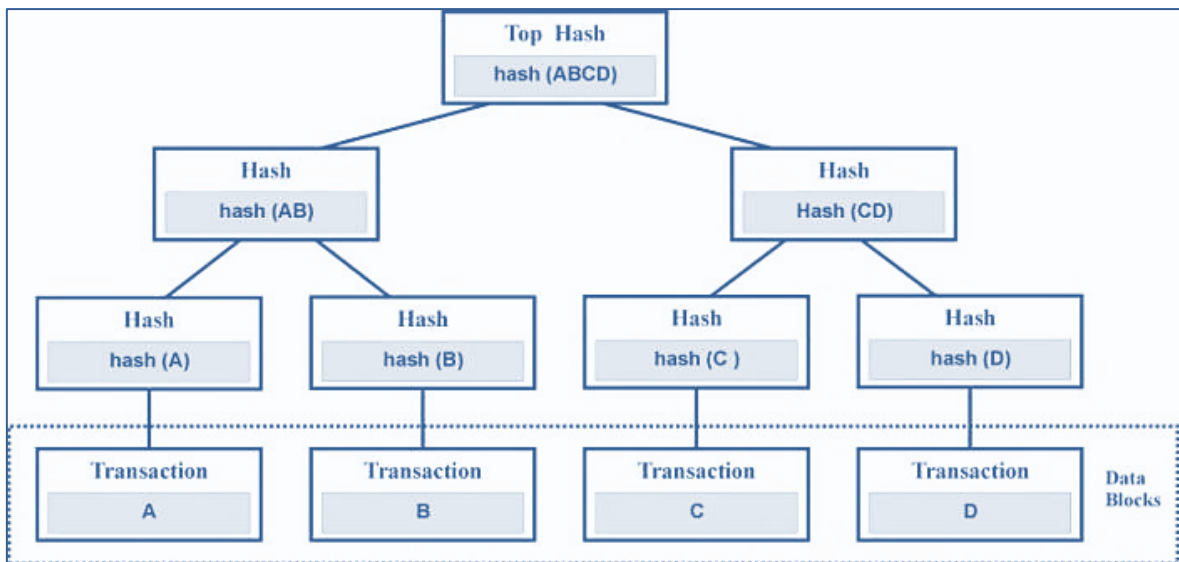 Top Hash
hash (ABCD)
Hash
hash (AB)
Hash
Hash (CD)
Hash
hash (A)
Hash
hash (B)
Hash
hash (C )
Hash
hash (D)
Transaction
A
Transaction
B
Transaction
C
Transaction
D
Data
Blocks